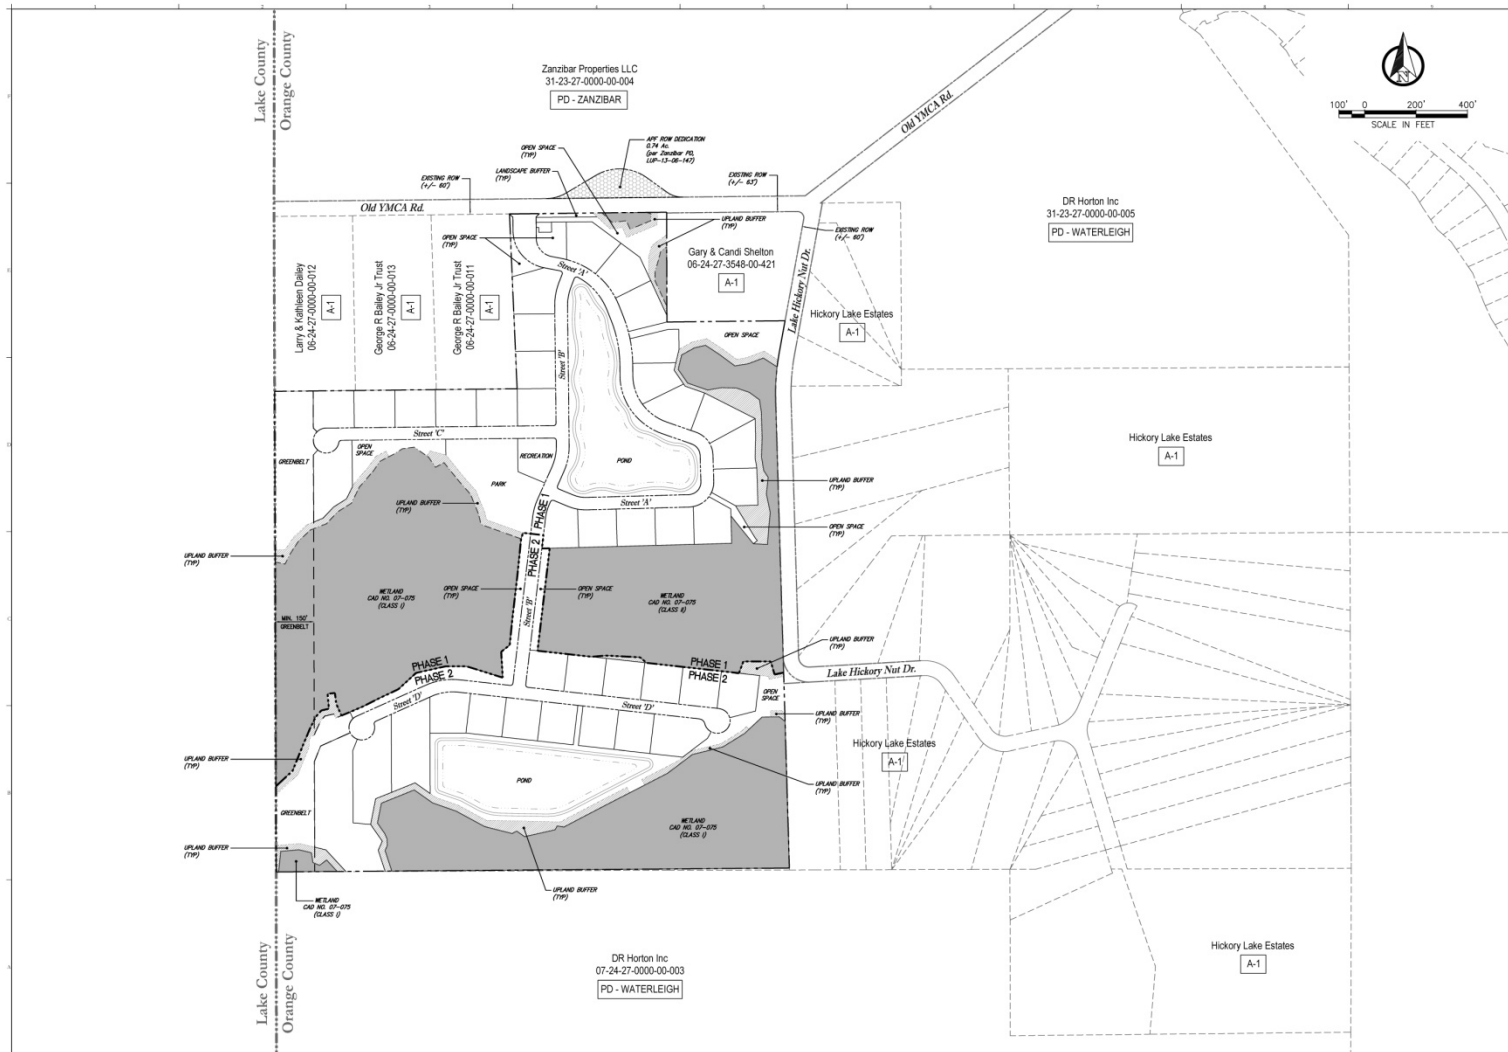 Lake County
Orange County
Zanzibar Properties LLC
31-23-27-0000-00-004
PD - ZANZIBAR
Old YMCA Rd.
N
100' 0 200' 400'
SCALE IN FEET
APF ROW DEDICATION
0.74 Ac.
(per Zanzibar PD,
LUP-13-06-147)
OPEN SPACE
(TYP)
LANDSCAPE BUFFER
(TYP)
EXISTING ROW
(+/- 60')
EXISTING ROW
(+/- 63')
Old YMCA Rd.
DR Horton Inc
31-23-27-0000-00-005
PD - WATERLEIGH
UPLAND BUFFER
(TYP)
EXISTING ROW
(+/- 60')
OPEN SPACE
(TYP)
Larry & Kathleen Dailey
06-24-27-0000-00-012
A-1
George R Bailey Jr Trust
06-24-27-0000-00-013
A-1
George R Bailey Jr Trust
06-24-27-0000-00-011
A-1
Street 'A'
Gary & Candi Shelton
06-24-27-3548-00-421
A-1
Lake Hickory Nut Dr.
Hickory Lake Estates
A-1
OPEN SPACE
Street 'B'
Street 'C'
OPEN
SPACE
GREENBELT
RECREATION
POND
PARK
Hickory Lake Estates
A-1
UPLAND BUFFER
(TYP)
UPLAND BUFFER
(TYP)
Street 'A'
PHASE 1
PHASE 2
OPEN SPACE
(TYP)
UPLAND BUFFER
(TYP)
WETLAND
CAD NO. 07-075
(CLASS I)
OPEN SPACE
(TYP)
OPEN SPACE
(TYP)
Street 'B'
WETLAND
CAD NO. 07-075
MIN. 150'
GREENBELT
UPLAND BUFFER
(TYP)
PHASE 1
PHASE 2
PHASE 1
PHASE 2
Lake Hickory Nut Dr.
Street 'D'
Street 'D'
OPEN
SPACE
UPLAND BUFFER
(TYP)
Hickory Lake Estates
A-1
UPLAND BUFFER
(TYP)
POND
UPLAND BUFFER
(TYP)
GREENBELT
WETLAND
CAD NO. 07-075
(CLASS I)
UPLAND BUFFER
(TYP)
UPLAND BUFFER
(TYP)
WETLAND
CAD NO. 07-075
(CLASS I)
Lake County
Orange County
DR Horton Inc
07-24-27-0000-00-003
PD - WATERLEIGH
Hickory Lake Estates
A-1